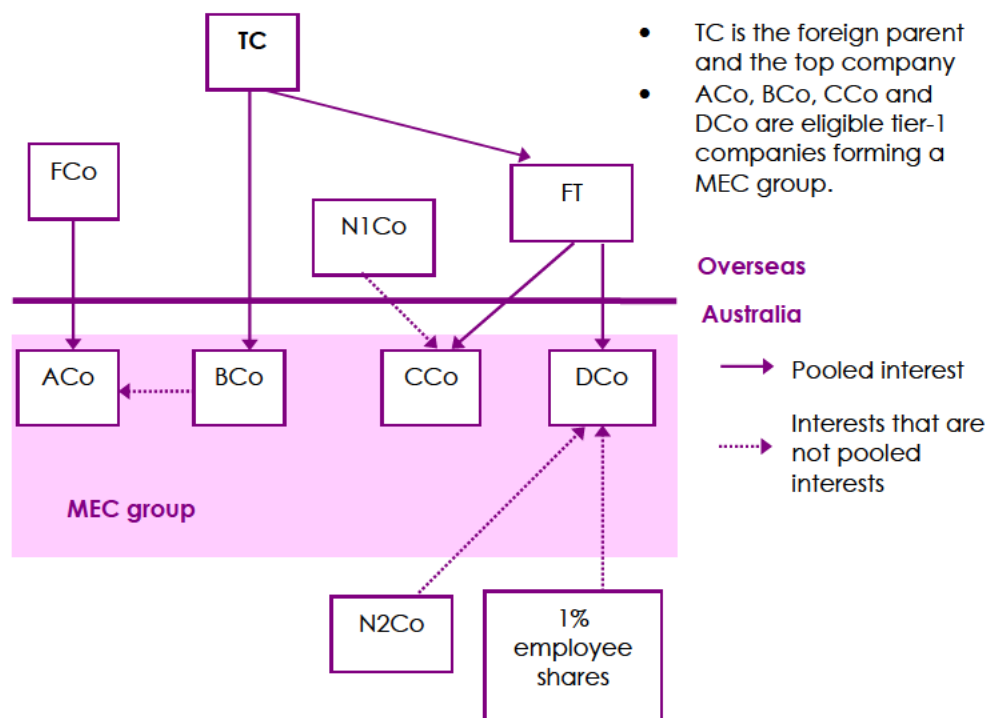 TC
• TC is the foreign parent
and the top company
• ACo, BCo, CCo and
DCo are eligible tier-1
companies forming a
MEC group.
FCo
N1Co
FT
Overseas
Australia
ACo
BCo
CCo
DCo
Pooled interest
Interests that are
not pooled
interests
MEC group
N2Co
1%
employee
shares